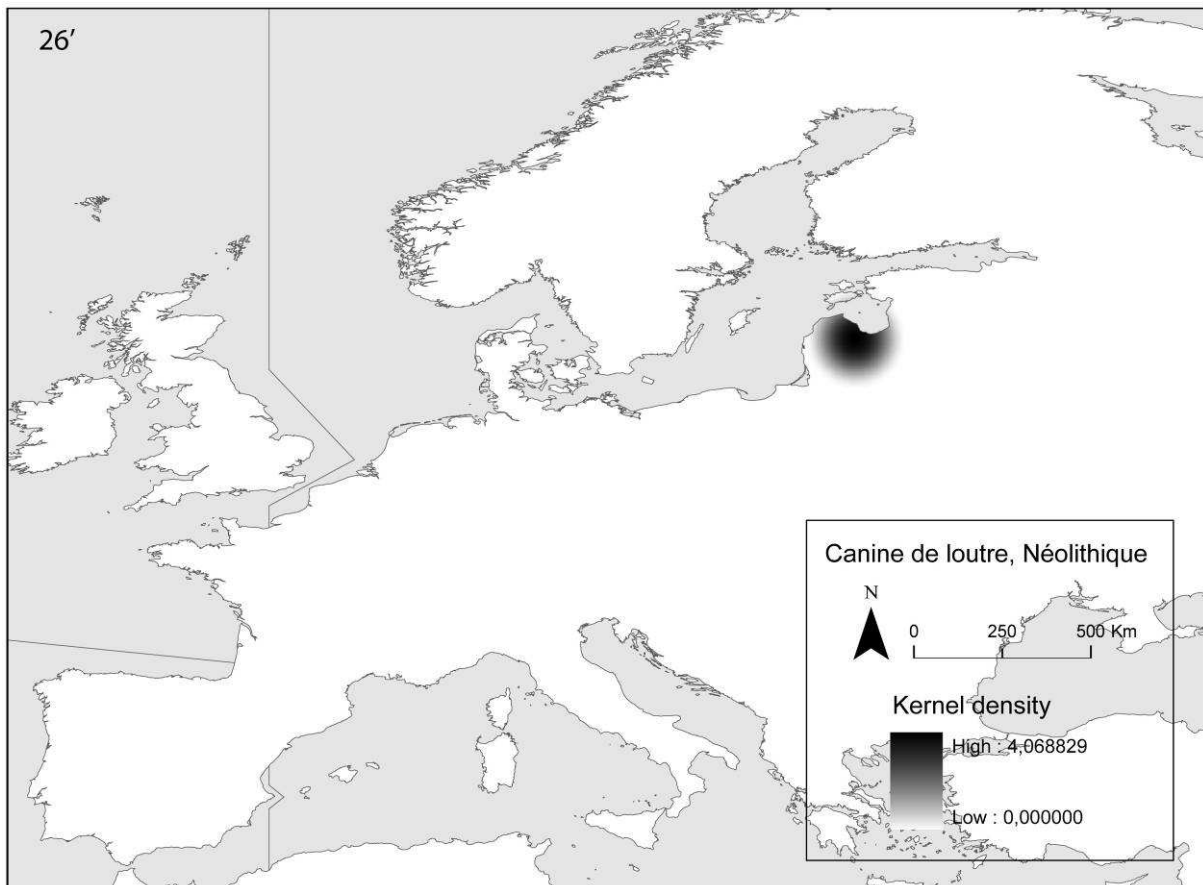 26’
Canine de loutre, Néolithique
N
0 250 500 Km
Kernel density
High : 4,068829
Low : 0,000000